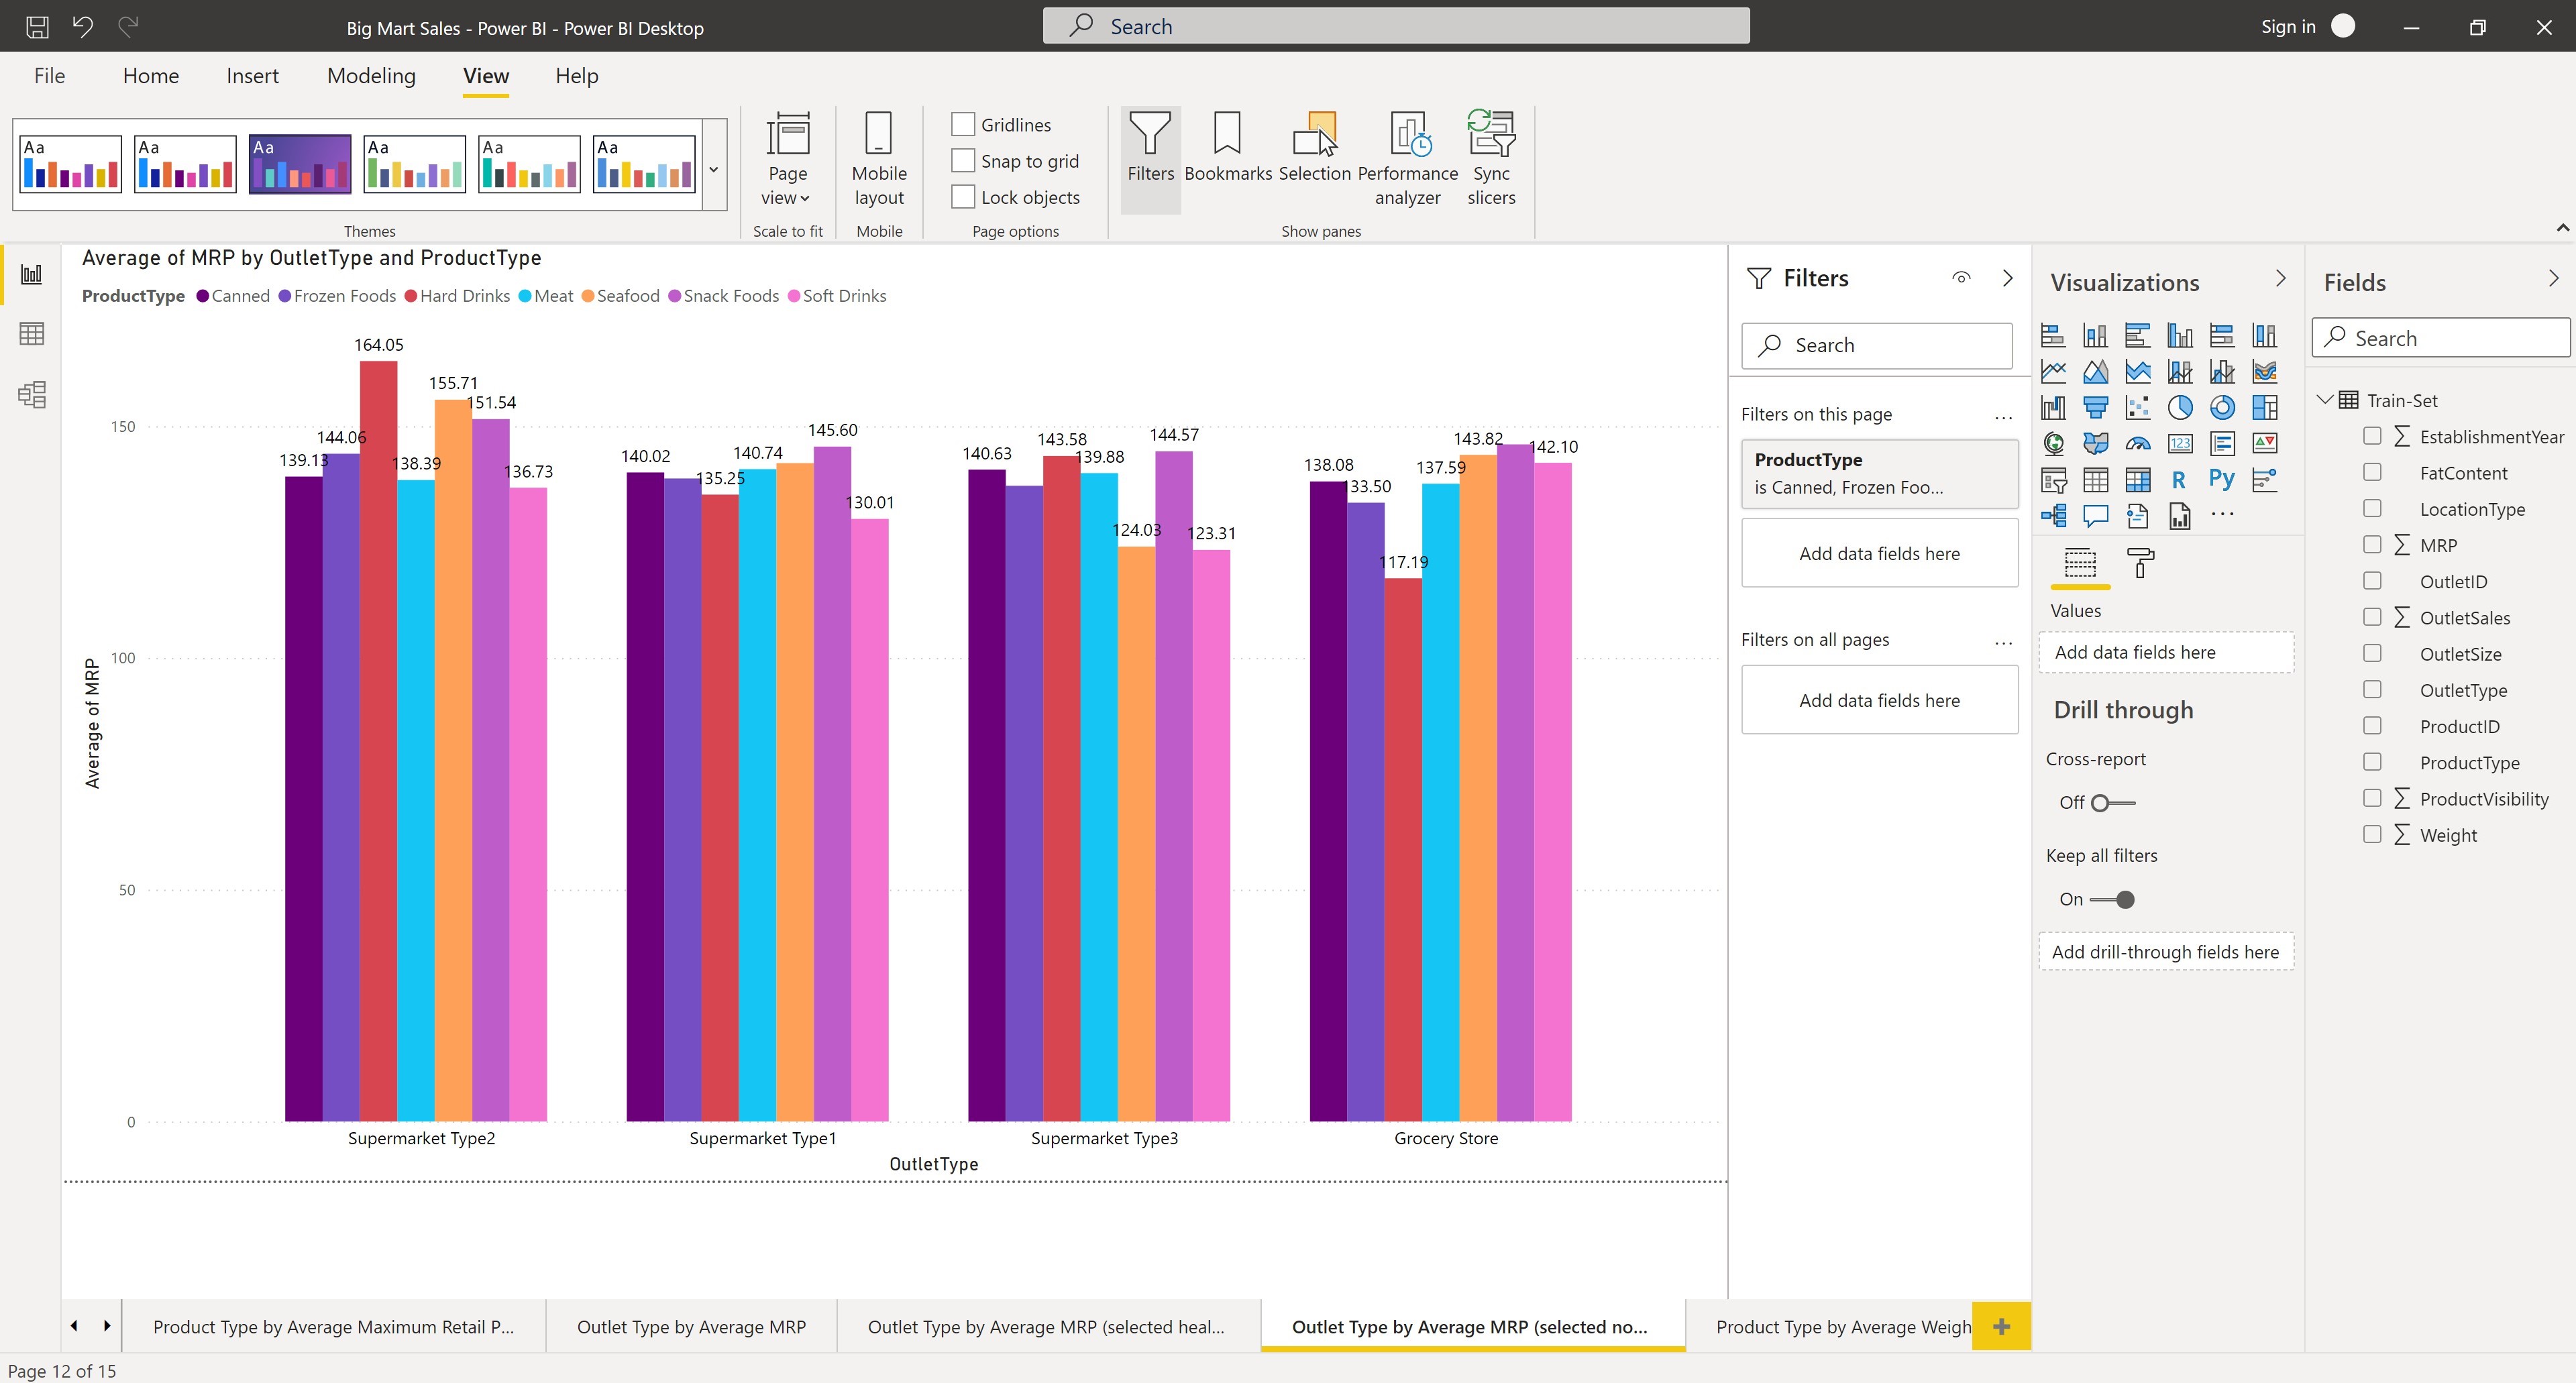 Big Mart Sales - Power BI - Power BI Desktop
Search
Sign in
File Home Insert Modeling View Help
Aa Aa Aa Aa Aa Aa
Page view
Mobile layout
Gridlines
Snap to grid
Lock objects
Filters
Bookmarks
Selection
Performance analyzer
Sync slicers
Themes
Scale to fit
Mobile
Page options
Show panes
Average of MRP by OutletType and ProductType
ProductType Canned Frozen Foods Hard Drinks Meat Seafood Snack Foods Soft Drinks
Average of MRP
150
100
50
0
139.13 144.06 164.05 138.39 155.71 151.54 136.73
140.02 135.25 140.74 145.60 130.01
140.63 143.58 139.88 124.03 144.57 123.31
138.08 133.50 117.19 137.59 143.82 142.10
Supermarket Type2 Supermarket Type1 Supermarket Type3 Grocery Store
OutletType
Filters
Search
Filters on this page
...
ProductType
is Canned, Frozen Foo...
Add data fields here
Filters on all pages
...
Add data fields here
Visualizations
123
R Py
...
Values
Add data fields here
Drill through
Cross-report
Off
Keep all filters
On
Add drill-through fields here
Fields
Search
Train-Set
∑ EstablishmentYear
FatContent
LocationType
∑ MRP
OutletID
∑ OutletSales
OutletSize
OutletType
ProductID
ProductType
∑ ProductVisibility
∑ Weight
Product Type by Average Maximum Retail P...
Outlet Type by Average MRP
Outlet Type by Average MRP (selected heal...
Outlet Type by Average MRP (selected no...
Product Type by Average Weigh
+
Page 12 of 15